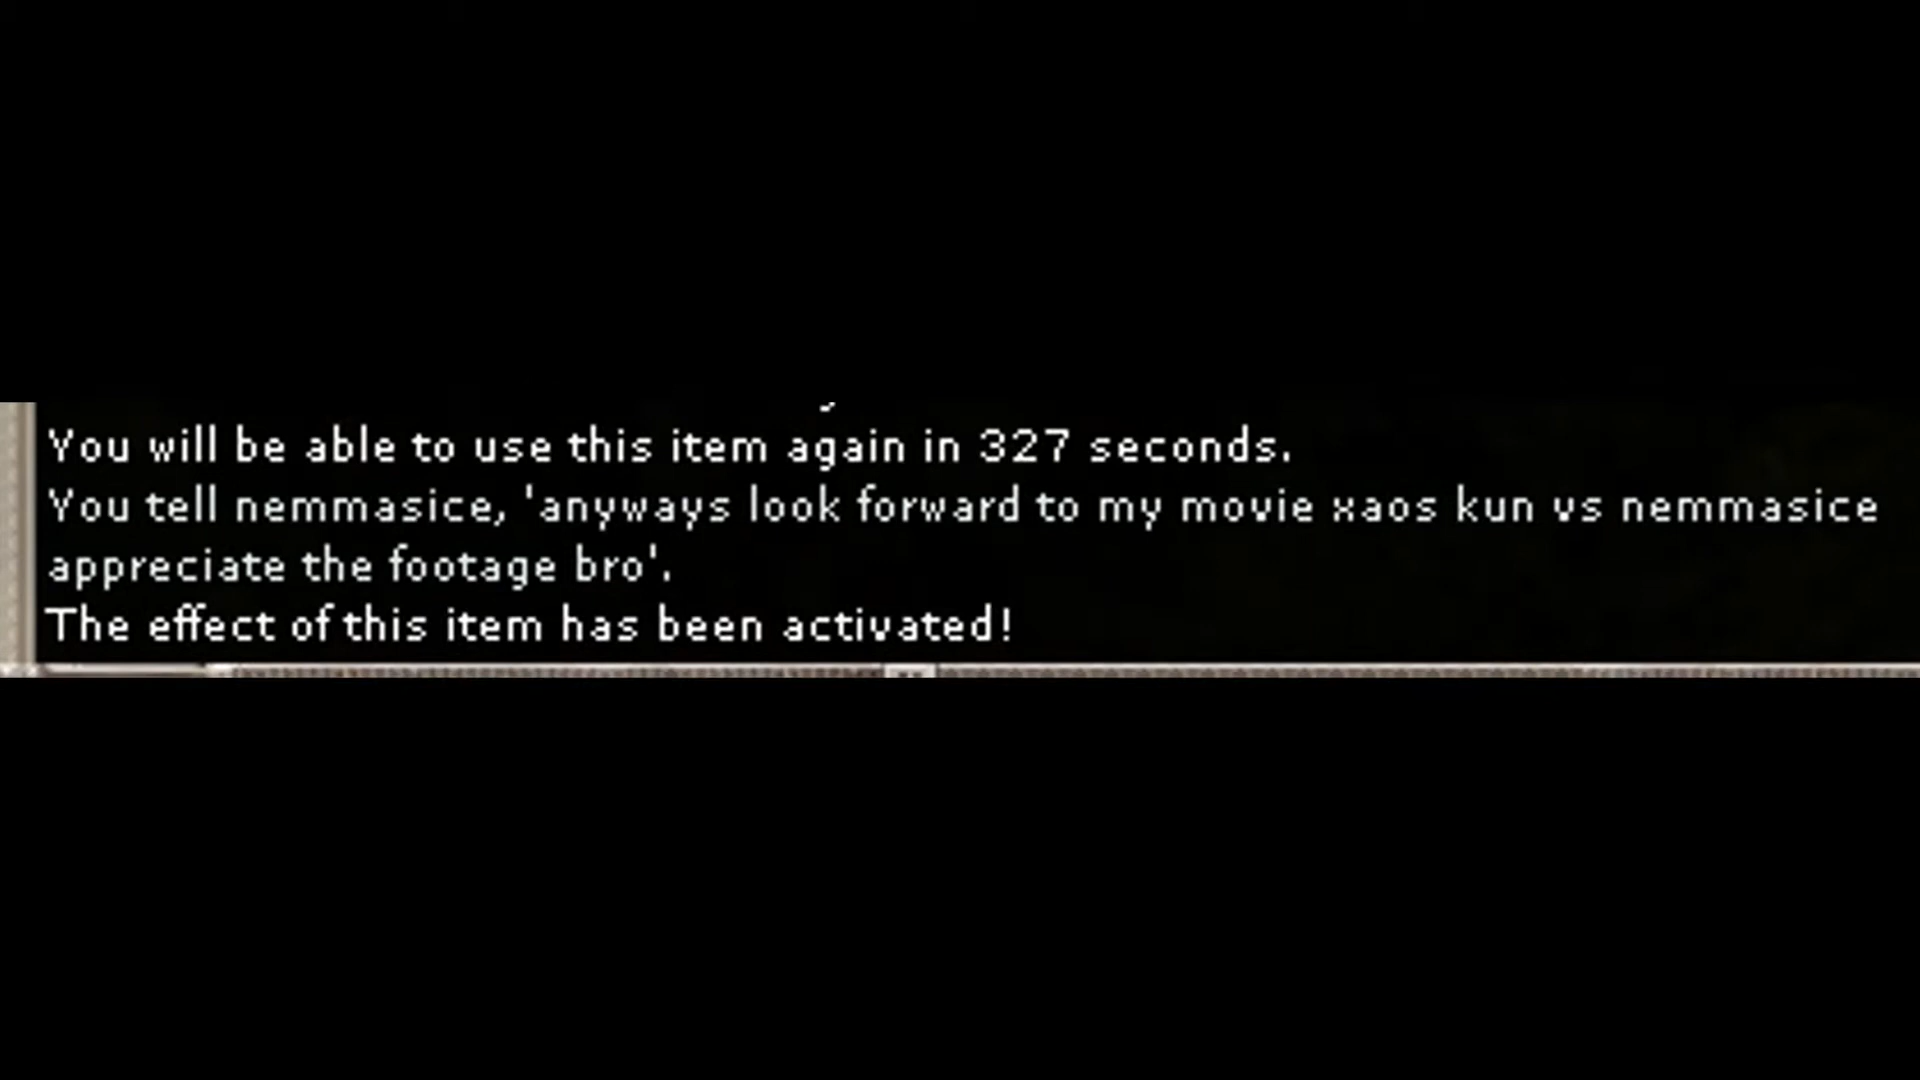 You will be able to use this item again in 327 seconds.
You tell nemmasice, 'anyways look forward to my movie xaos kun vs nemmasice
appreciate the footage bro'.
The effect of this item has been activated!